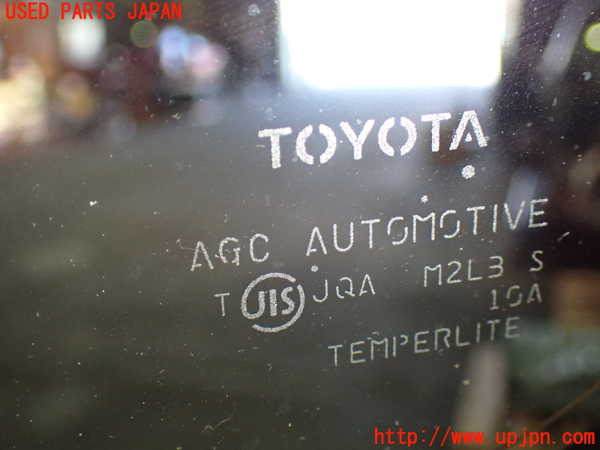 USED PARTS JAPAN
TOYOTA
AGC AUTOMOTIVE
T JIS JQA M2L3 S
10A
TEMPERLITE
http://www.upjpn.com